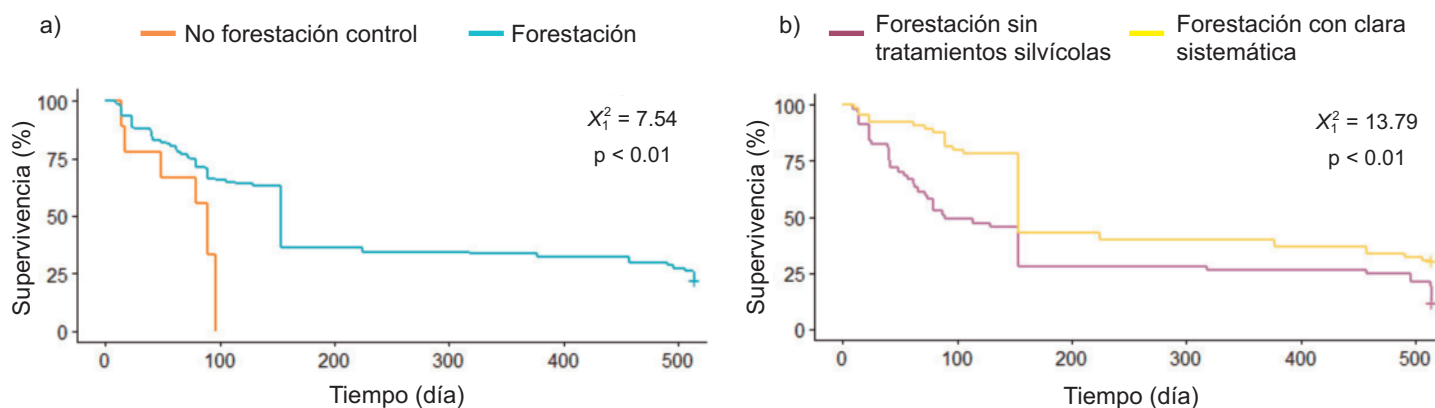 a)
No forestación control
Forestación
X₁² = 7.54
p < 0.01
Supervivencia (%)
100
75
50
25
0
0 100 200 300 400 500
Tiempo (día)
b)
Forestación sin
tratamientos silvícolas
Forestación con clara
sistemática
X₁² = 13.79
p < 0.01
Supervivencia (%)
100
75
50
25
0
0 100 200 300 400 500
Tiempo (día)